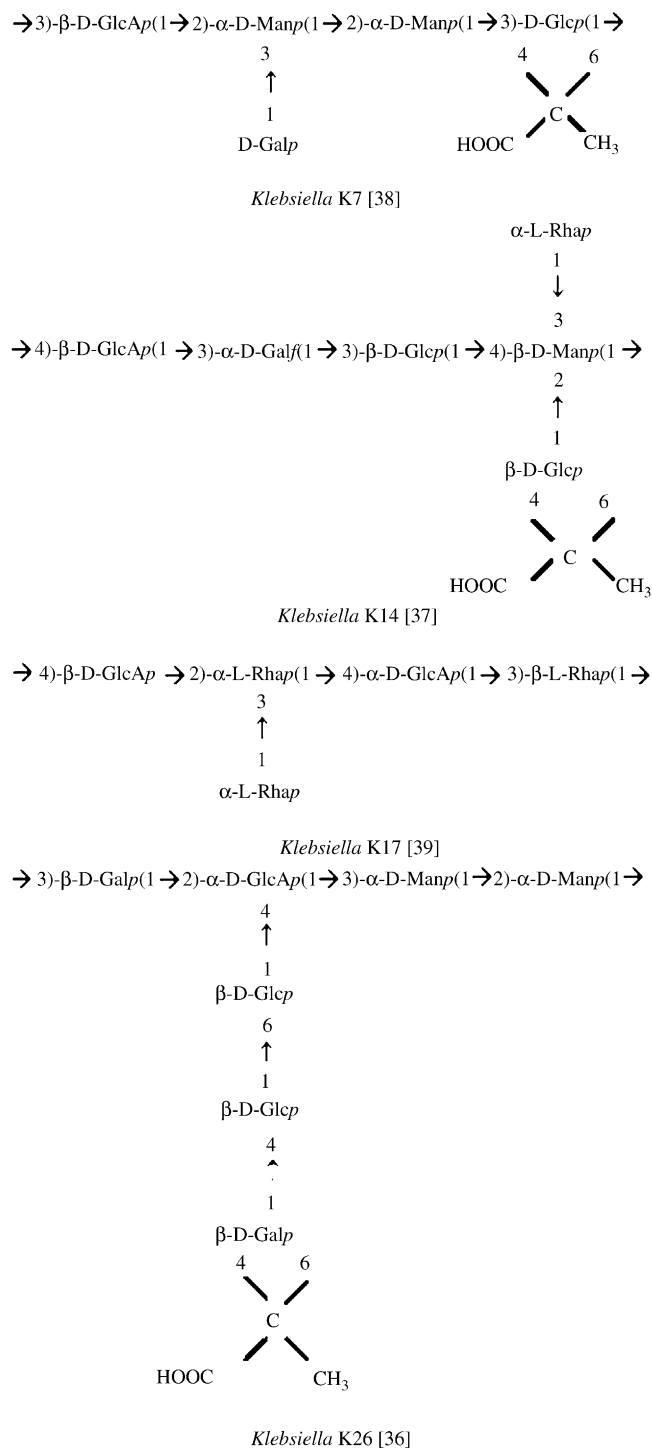 →3)-β-D-GlcAp(1→2)-α-D-Manp(1→2)-α-D-Manp(1→3)-D-Glcp(1→
3 4 6
↑
1 C
D-Galp HOOC CH₃
Klebsiella K7 [38]
α-L-Rhap
1
↓
3
→4)-β-D-GlcAp(1→3)-α-D-Galf(1→3)-β-D-Glcp(1→4)-β-D-Manp(1→
2
↑
1
β-D-Glcp
4 6
C
HOOC CH₃
Klebsiella K14 [37]
→4)-β-D-GlcAp→2)-α-L-Rhap(1→4)-α-D-GlcAp(1→3)-β-L-Rhap(1→
3
↑
1
α-L-Rhap
Klebsiella K17 [39]
→3)-β-D-Galp(1→2)-α-D-GlcAp(1→3)-α-D-Manp(1→2)-α-D-Manp(1→
4
↑
1
β-D-Glcp
6
↑
1
β-D-Glcp
4
↑
1
β-D-Galp
4 6
C
HOOC CH₃
Klebsiella K26 [36]